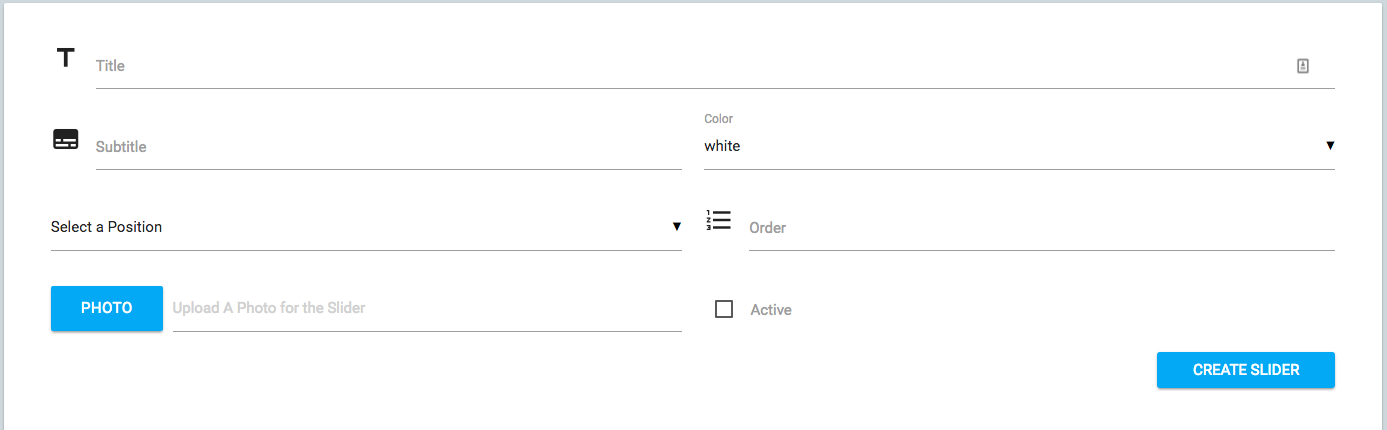 Title
Color
Subtitle
white
Select a Position
Order
PHOTO
Upload A Photo for the Slider
Active
CREATE SLIDER